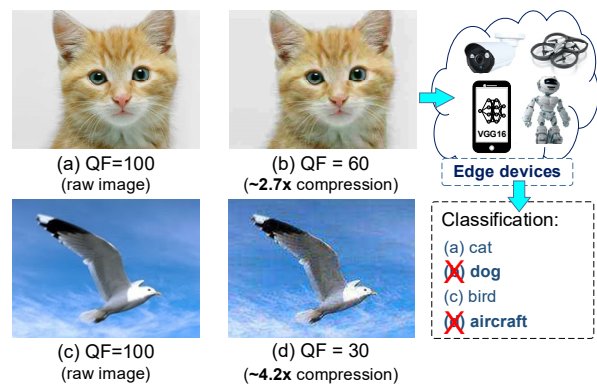 (a) QF=100
(raw image)
(b) QF = 60
(~2.7x compression)
VGG16
Edge devices
Classification:
(a) cat
(b) dog
(c) bird
(d) aircraft
(c) QF=100
(raw image)
(d) QF = 30
(~4.2x compression)